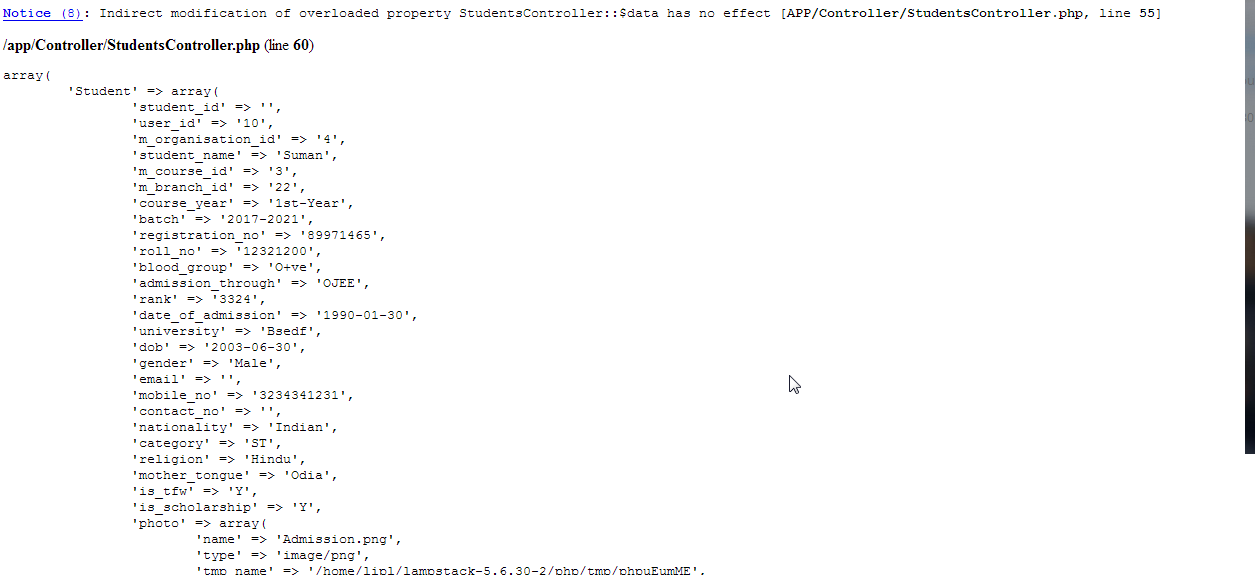 Notice (8): Indirect modification of overloaded property StudentsController::$data has no effect [APP/Controller/StudentsController.php, line 55]
/app/Controller/StudentsController.php (line 60)
array(
'Student' => array(
'student_id' => '',
'user_id' => '10',
'm_organisation_id' => '4',
'student_name' => 'Suman',
'm_course_id' => '3',
'm_branch_id' => '22',
'course_year' => '1st-Year',
'batch' => '2017-2021',
'registration_no' => '89971465',
'roll_no' => '12321200',
'blood_group' => 'O+ve',
'admission_through' => 'OJEE',
'rank' => '3324',
'date_of_admission' => '1990-01-30',
'university' => 'Bsedf',
'dob' => '2003-06-30',
'gender' => 'Male',
'email' => '',
'mobile_no' => '3234341231',
'contact_no' => '',
'nationality' => 'Indian',
'category' => 'ST',
'religion' => 'Hindu',
'mother_tongue' => 'Odia',
'is_tfw' => 'Y',
'is_scholarship' => 'Y',
'photo' => array(
'name' => 'Admission.png',
'type' => 'image/png',
'tmp_name' => '/home/lipl/lampstack-5.6.30-2/php/tmp/phpuEumME',